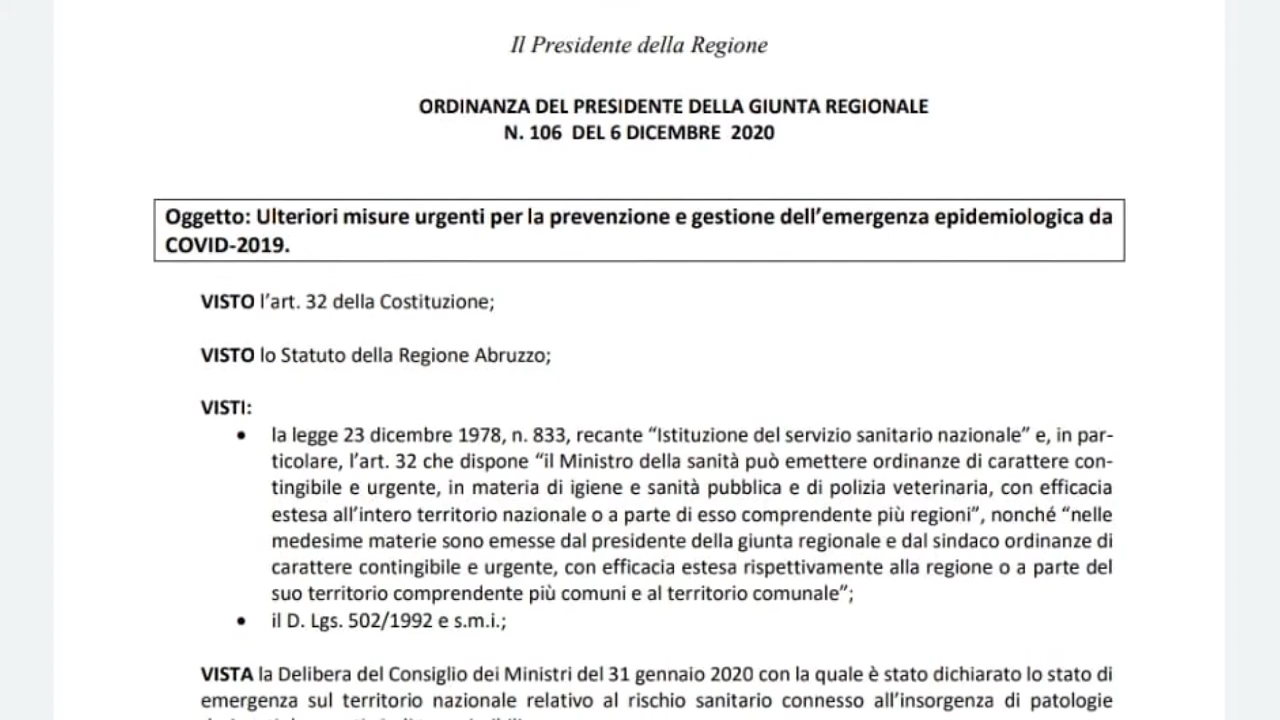 Il Presidente della Regione
ORDINANZA DEL PRESIDENTE DELLA GIUNTA REGIONALE
N. 106 DEL 6 DICEMBRE 2020
Oggetto: Ulteriori misure urgenti per la prevenzione e gestione dell’emergenza epidemiologica da
COVID-2019.
VISTO l’art. 32 della Costituzione;
VISTO lo Statuto della Regione Abruzzo;
VISTI:
• la legge 23 dicembre 1978, n. 833, recante “Istituzione del servizio sanitario nazionale” e, in par-
ticolare, l’art. 32 che dispone “il Ministro della sanità può emettere ordinanze di carattere con-
tingibile e urgente, in materia di igiene e sanità pubblica e di polizia veterinaria, con efficacia
estesa all’intero territorio nazionale o a parte di esso comprendente più regioni”, nonché “nelle
medesime materie sono emesse dal presidente della giunta regionale e dal sindaco ordinanze di
carattere contingibile e urgente, con efficacia estesa rispettivamente alla regione o a parte del
suo territorio comprendente più comuni e al territorio comunale”;
• il D. Lgs. 502/1992 e s.m.i.;
VISTA la Delibera del Consiglio dei Ministri del 31 gennaio 2020 con la quale è stato dichiarato lo stato di
emergenza sul territorio nazionale relativo al rischio sanitario connesso all’insorgenza di patologie